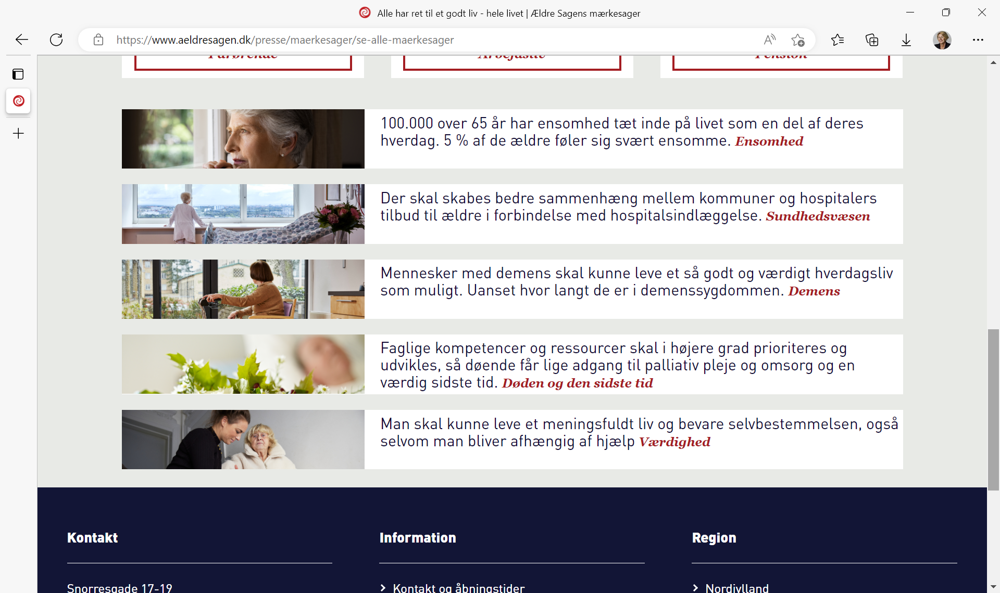 Alle har ret til et godt liv - hele livet | Ældre Sagens mærkesager
https://www.aeldresagen.dk/presse/maerkesager/se-alle-maerkesager
Pårørende
Arbejdsliv
Pension
100.000 over 65 år har ensomhed tæt inde på livet som en del af deres
hverdag. 5 % af de ældre føler sig svært ensomme. Ensomhed
Der skal skabes bedre sammenhæng mellem kommuner og hospitalers
tilbud til ældre i forbindelse med hospitalsindlæggelse. Sundhedsvæsen
Mennesker med demens skal kunne leve et så godt og værdigt hverdagsliv
som muligt. Uanset hvor langt de er i demenssygdommen. Demens
Faglige kompetencer og ressourcer skal i højere grad prioriteres og
udvikles, så døende får lige adgang til palliativ pleje og omsorg og en
værdig sidste tid. Døden og den sidste tid
Man skal kunne leve et meningsfuldt liv og bevare selvbestemmelsen, også
selvom man bliver afhængig af hjælp Værdighed
Kontakt
Information
Region
Snorresgade 17-19
Kontakt og åbningstider
Nordjylland